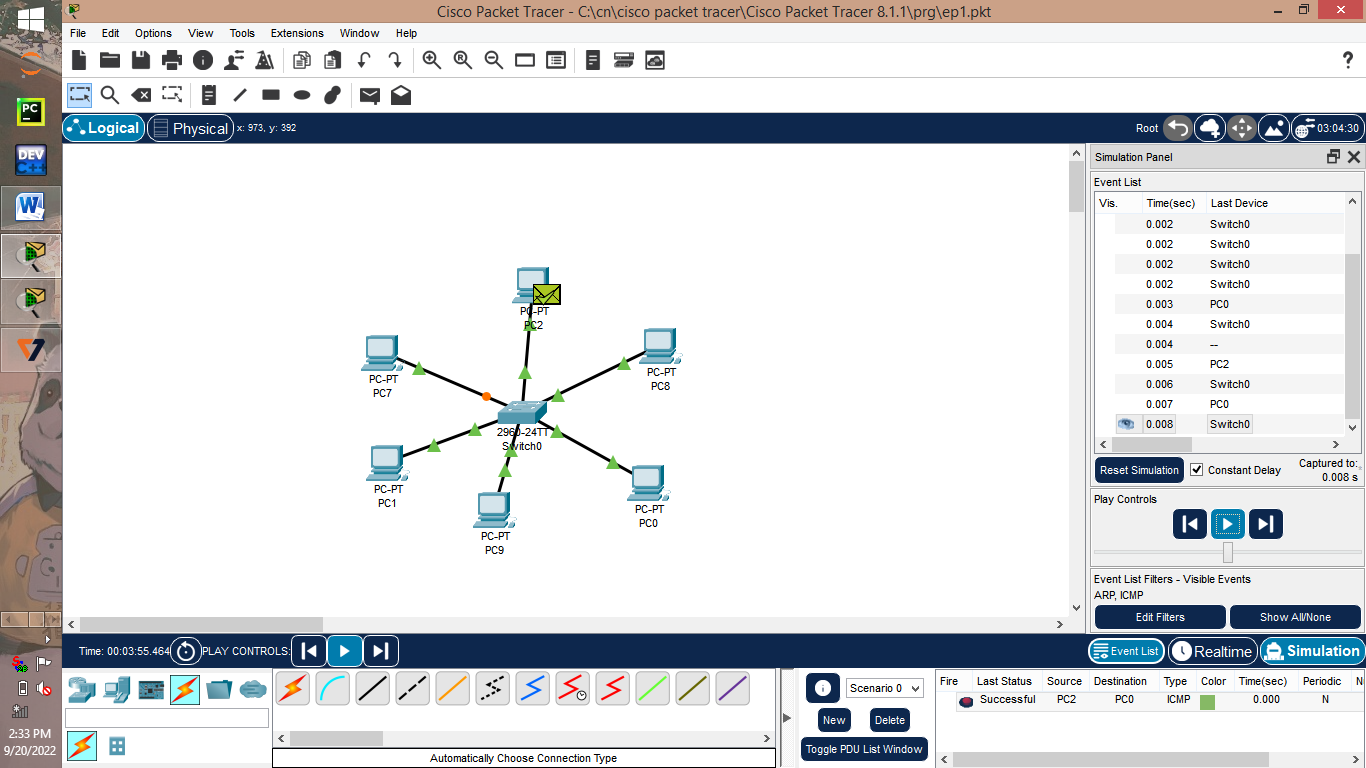 Cisco Packet Tracer - C:\cn\cisco packet tracer\Cisco Packet Tracer 8.1.1\prg\ep1.pkt
File Edit Options View Tools Extensions Window Help
PC
DEV C++
Logical Physical x: 973, y: 392 Root 03:04:30
Simulation Panel
Event List
Vis. Time(sec) Last Device
0.002 Switch0
0.002 Switch0
0.002 Switch0
0.002 Switch0
0.003 PC0
0.004 Switch0
0.004 --
0.005 PC2
0.006 Switch0
0.007 PC0
0.008 Switch0
Reset Simulation Constant Delay Captured to:
0.008 s
Play Controls
Event List Filters - Visible Events
ARP, ICMP
Edit Filters Show All/None
PC-PT
PC2
PC-PT
PC7
PC-PT
PC8
2960-24TT
Switch0
PC-PT
PC1
PC-PT
PC0
PC-PT
PC9
Time: 00:03:55.464 PLAY CONTROLS:
Event List Realtime Simulation
Scenario 0
New Delete
Toggle PDU List Window
Fire Last Status Source Destination Type Color Time(sec) Periodic N
Successful PC2 PC0 ICMP 0.000 N
Automatically Choose Connection Type
2:33 PM
9/20/2022